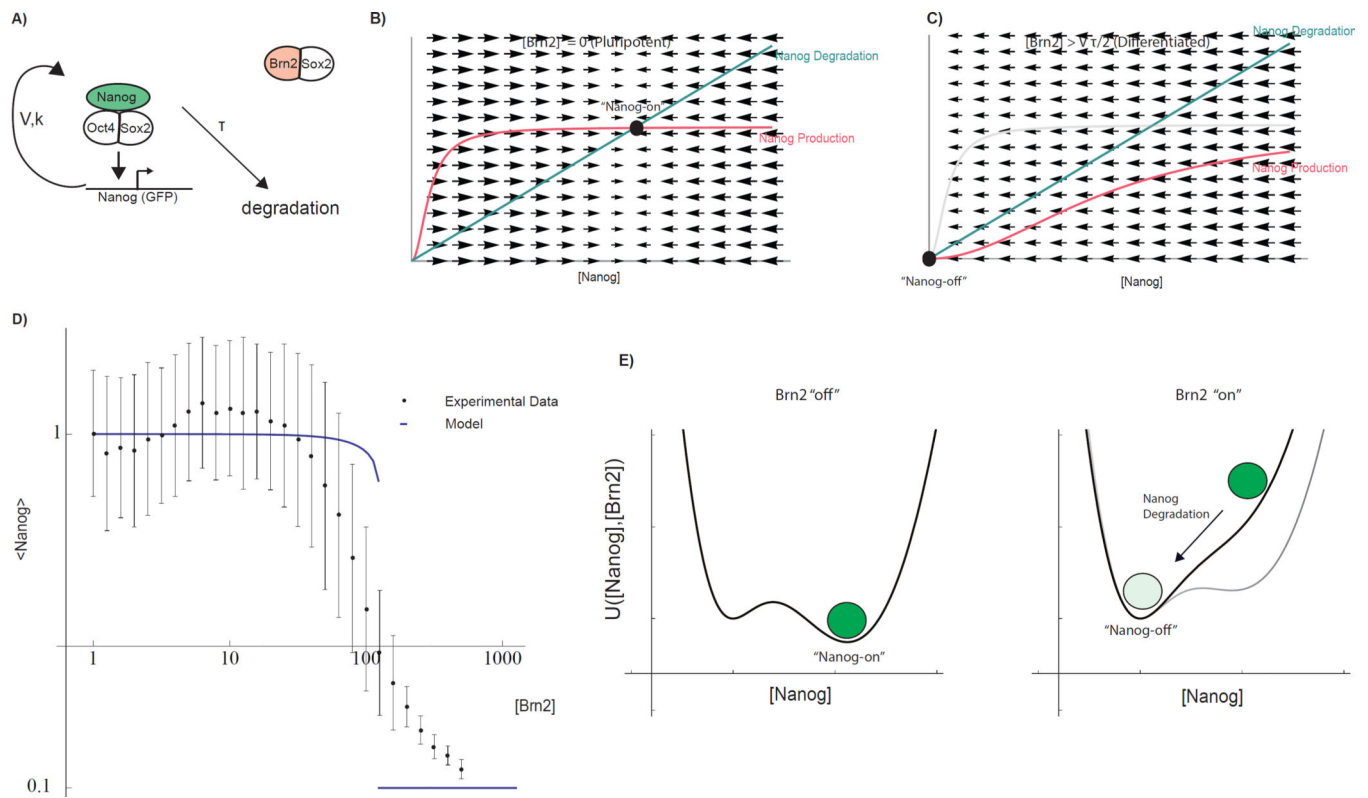 A)
Brn2
Sox2
Nanog
V,k
Oct4
Sox2
τ
Nanog (GFP)
degradation
B)
[Brn2] = 0 (Pluripotent)
Nanog Degradation
"Nanog-on"
Nanog Production
[Nanog]
C)
[Brn2] > V τ/2 (Differentiated)
Nanog Degradation
Nanog Production
"Nanog-off"
[Nanog]
D)
Experimental Data
Model
1
<Nanog>
1
10
100
1000
[Brn2]
0.1
E)
Brn2 "off"
Brn2 "on"
U([Nanog],[Brn2])
Nanog
Degradation
"Nanog-on"
"Nanog-off"
[Nanog]
[Nanog]